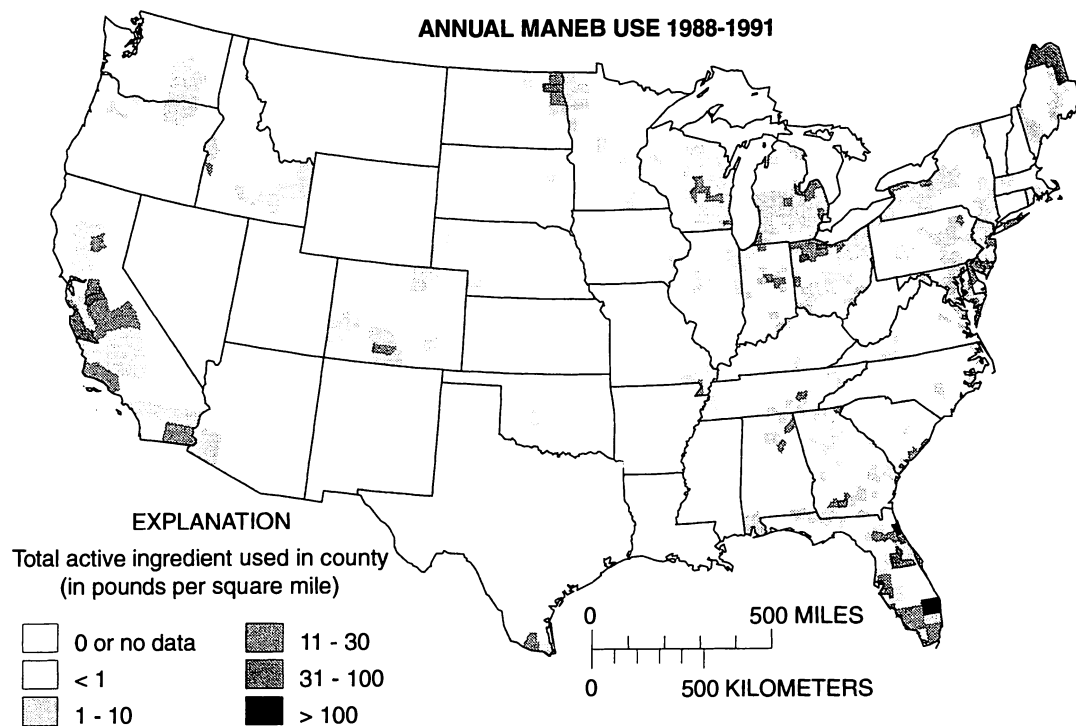 ANNUAL MANEB USE 1988-1991
EXPLANATION
Total active ingredient used in county
(in pounds per square mile)
0 or no data
< 1
1 - 10
11 - 30
31 - 100
> 100
0 500 MILES
0 500 KILOMETERS